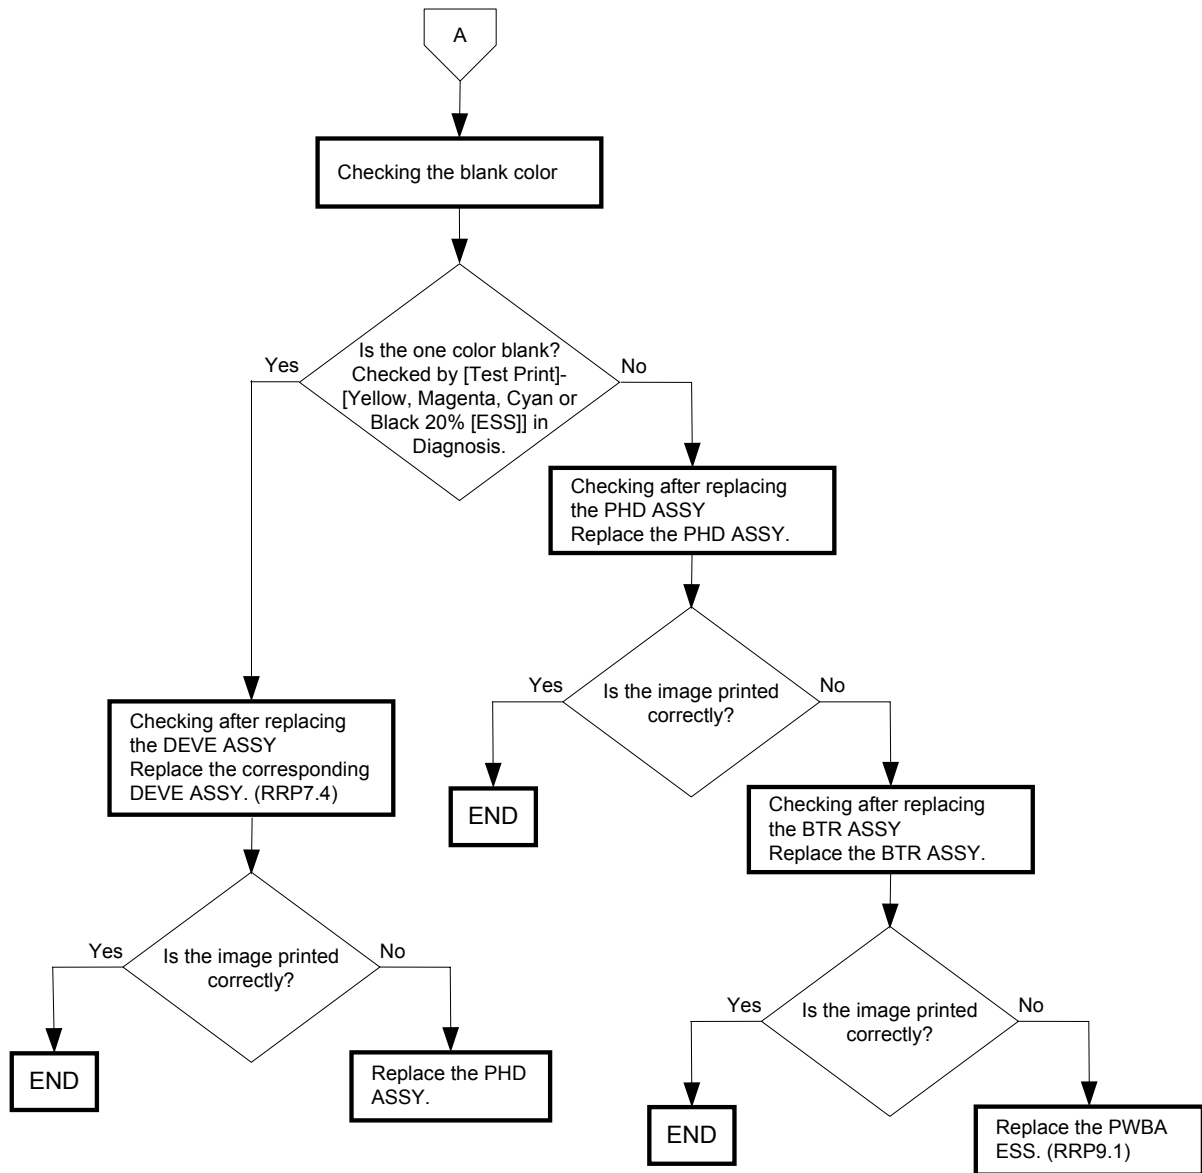 A
Checking the blank color
Is the one color blank?
Checked by [Test Print]-
[Yellow, Magenta, Cyan or
Black 20% [ESS]] in
Diagnosis.
Yes
No
Checking after replacing
the PHD ASSY
Replace the PHD ASSY.
Is the image printed
correctly?
Yes
No
Checking after replacing
the DEVE ASSY
Replace the corresponding
DEVE ASSY. (RRP7.4)
END
Checking after replacing
the BTR ASSY
Replace the BTR ASSY.
Is the image printed
correctly?
Yes
No
Is the image printed
correctly?
Yes
No
END
Replace the PHD
ASSY.
END
Replace the PWBA
ESS. (RRP9.1)